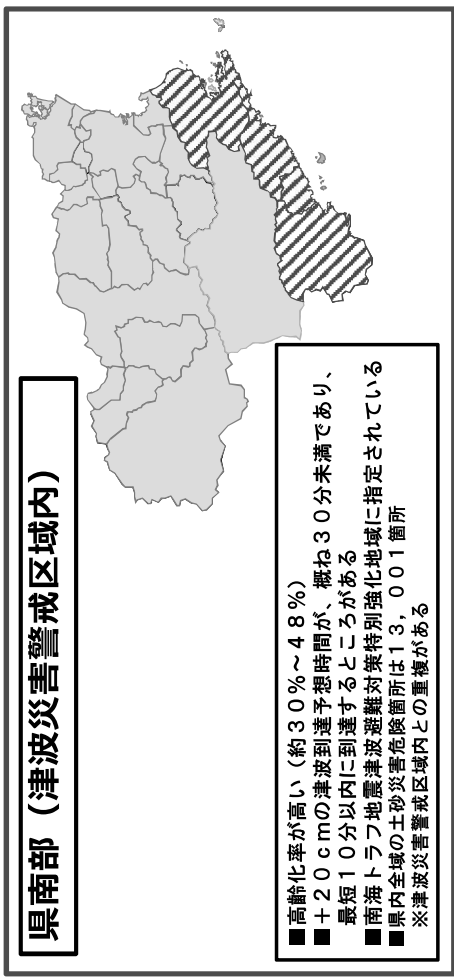 県南部（津波災害警戒区域内）
■高齢化率が高い（約３０％～４８％）
■＋２０ｃｍの津波到達予想時間が、概ね３０分未満であり、
最短１０分以内に到達するところがある
■南海トラフ地震津波避難対策特別強化地域に指定されている
■県内全域の土砂災害危険箇所は１３，００１箇所
※津波災害警戒区域内との重複がある